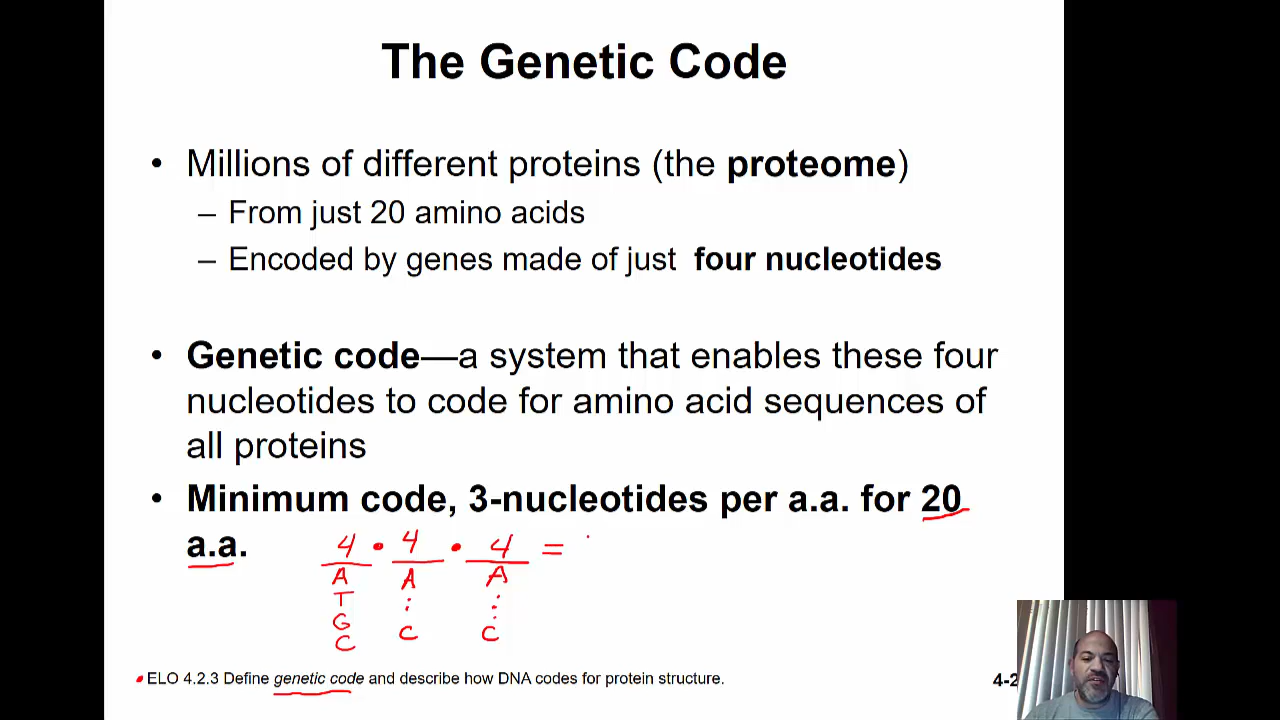 The Genetic Code
• Millions of different proteins (the proteome)
– From just 20 amino acids
– Encoded by genes made of just four nucleotides
• Genetic code—a system that enables these four
nucleotides to code for amino acid sequences of
all proteins
• Minimum code, 3-nucleotides per a.a. for 20
a.a.
4 • 4 • 4 =
A A A
T : :
G
C C C
• ELO 4.2.3 Define genetic code and describe how DNA codes for protein structure.
4-2